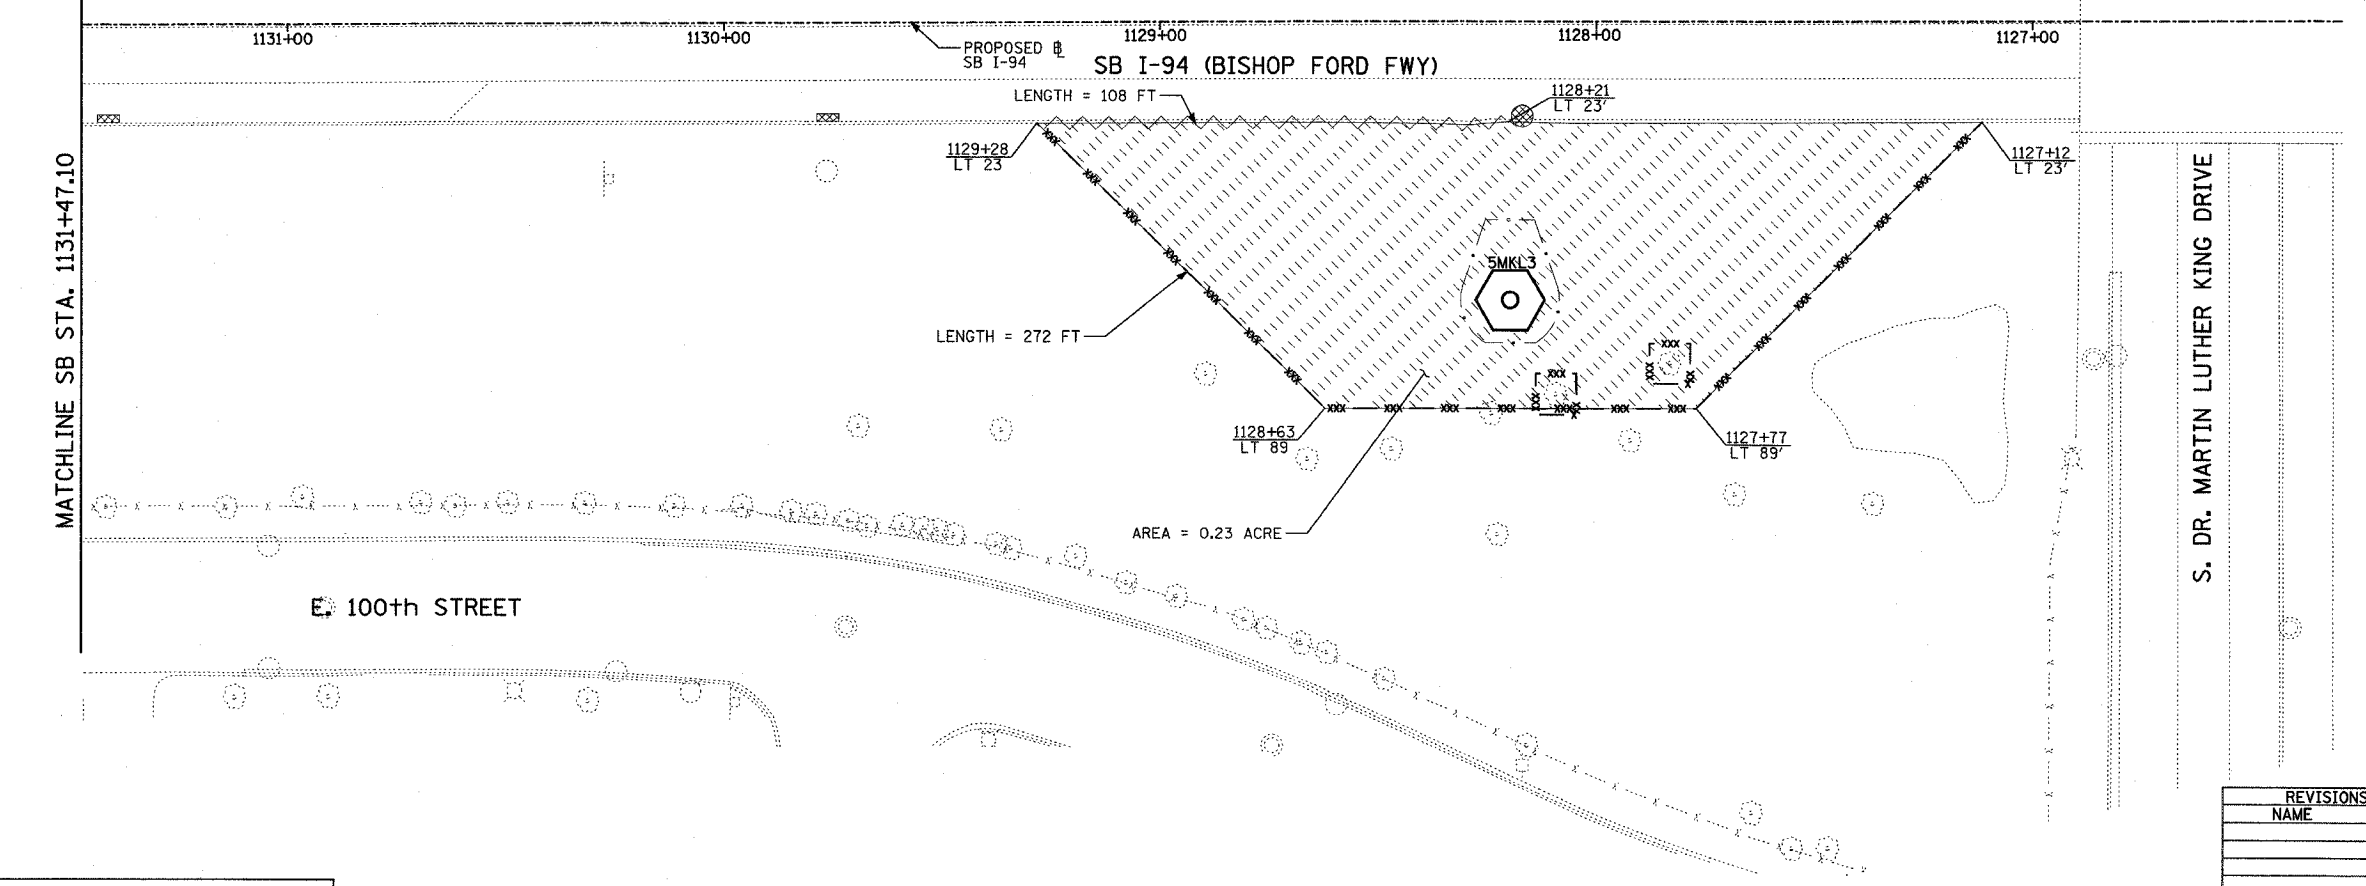 1131+00
1130+00
1129+00
1128+00
1127+00
PROPOSED ℄
SB I-94
SB I-94 (BISHOP FORD FWY)
LENGTH = 108 FT
1128+21
LT 23'
1129+28
LT 23
1127+12
LT 23'
MATCHLINE SB STA. 1131+47.10
S. DR. MARTIN LUTHER KING DRIVE
5MKL3
LENGTH = 272 FT
1128+63
LT 89
1127+77
LT 89'
AREA = 0.23 ACRE
E. 100th STREET
REVISIONS
NAME